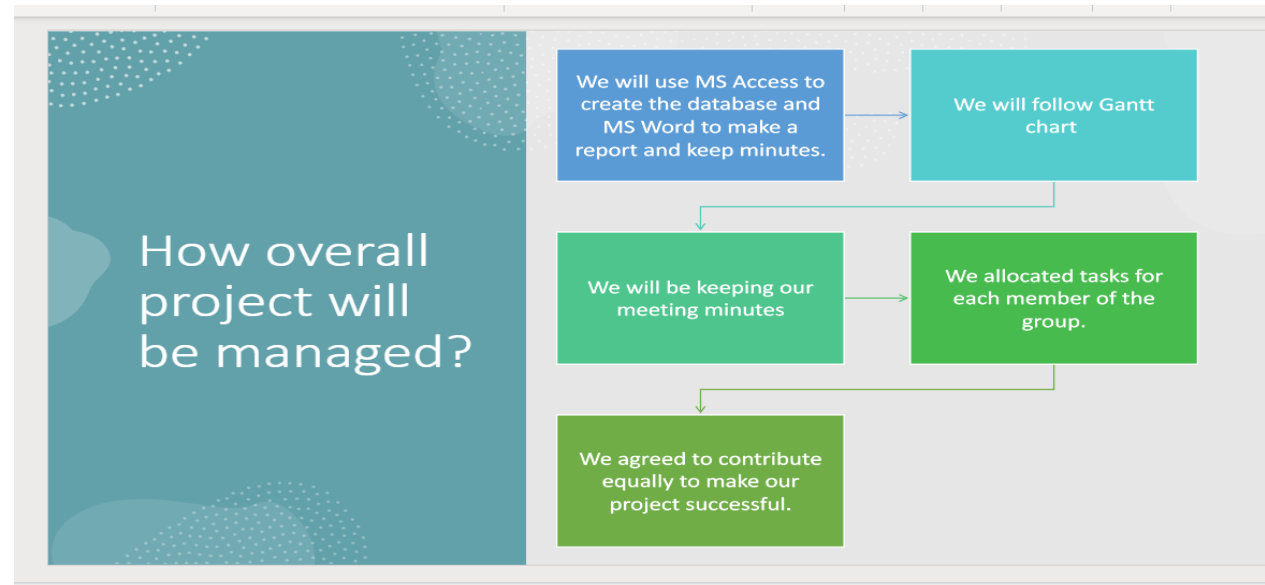 How overall
project will
be managed?
We will use MS Access to
create the database and
MS Word to make a
report and keep minutes.
We will follow Gantt
chart
We will be keeping our
meeting minutes
We allocated tasks for
each member of the
group.
We agreed to contribute
equally to make our
project successful.